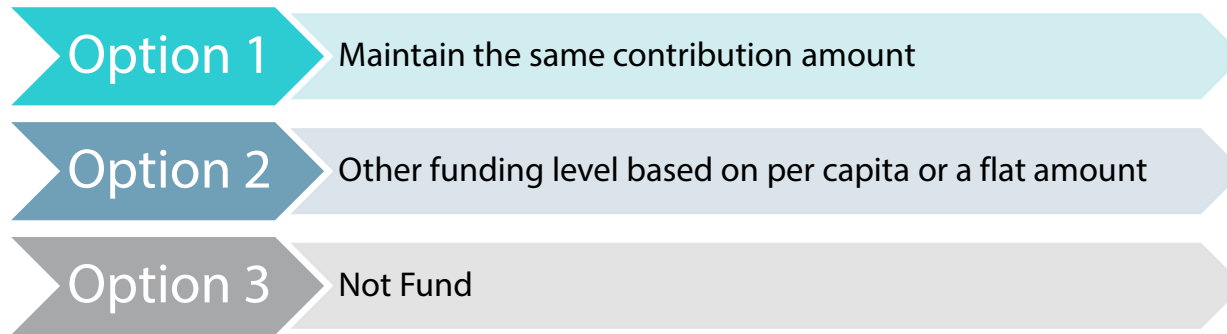 Option 1 Maintain the same contribution amount
Option 2 Other funding level based on per capita or a flat amount
Option 3 Not Fund